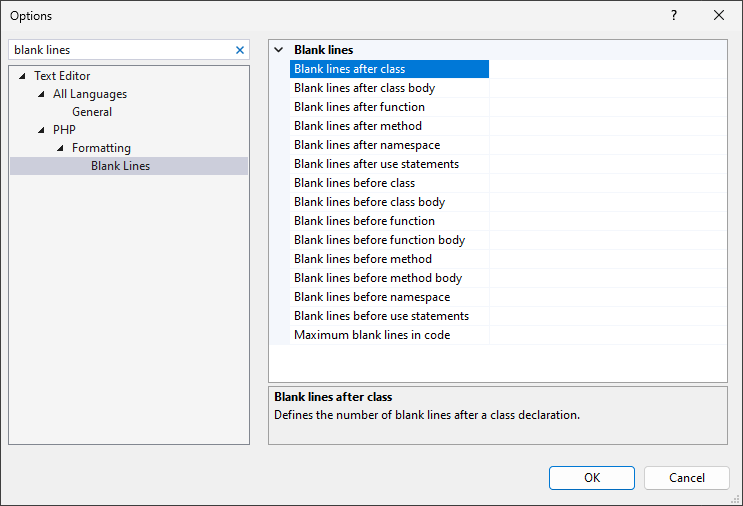 Options
?
blank lines
Text Editor
All Languages
General
PHP
Formatting
Blank Lines
Blank lines
Blank lines after class
Blank lines after class body
Blank lines after function
Blank lines after method
Blank lines after namespace
Blank lines after use statements
Blank lines before class
Blank lines before class body
Blank lines before function
Blank lines before function body
Blank lines before method
Blank lines before method body
Blank lines before namespace
Blank lines before use statements
Maximum blank lines in code
Blank lines after class
Defines the number of blank lines after a class declaration.
OK
Cancel